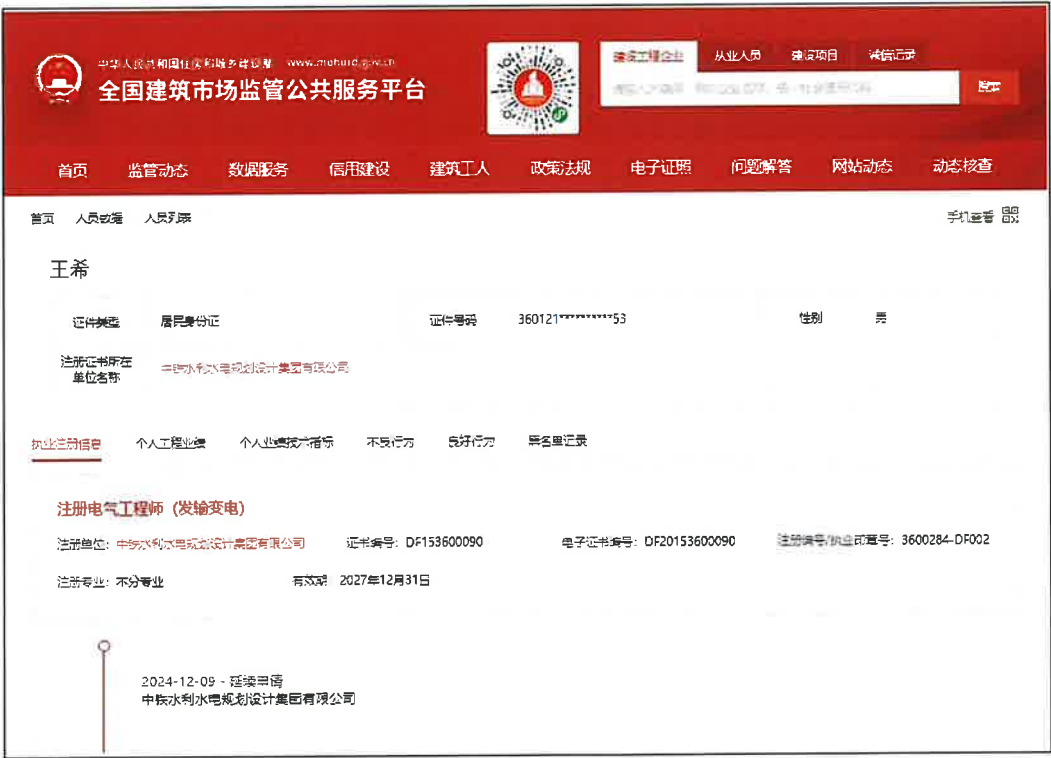 中华人民共和国住房和城乡建设部 www.mohurd.gov.cn
全国建筑市场监管公共服务平台
建设工程企业 从业人员 建设项目 诚信记录
搜索
首页 监管动态 数据服务 信用建设 建筑工人 政策法规 电子证照 问题解答 网站动态 动态核查
首页 人员数据 人员列表
手机查看
王希
证件类型 居民身份证 证件号码 360121**********53 性别 男
注册证书所在
单位名称
中铁水利水电规划设计集团有限公司
执业注册信息 个人工程业绩 个人业绩技术指标 不良行为 良好行为 黑名单记录
注册电气工程师（发输变电）
注册单位：中铁水利水电规划设计集团有限公司 证书编号：DF153600090 电子证书编号：DF20153600090 注册编号/执业印章号：3600284-DF002
注册专业：不分专业 有效期 2027年12月31日
2024-12-09 - 延续申请
中铁水利水电规划设计集团有限公司